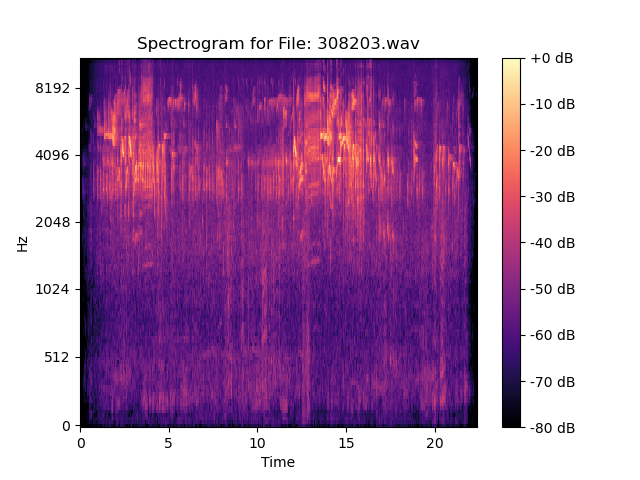 Spectrogram for File: 308203.wav
Hz
8192
4096
2048
1024
512
0
0 5 10 15 20
Time
+0 dB
-10 dB
-20 dB
-30 dB
-40 dB
-50 dB
-60 dB
-70 dB
-80 dB